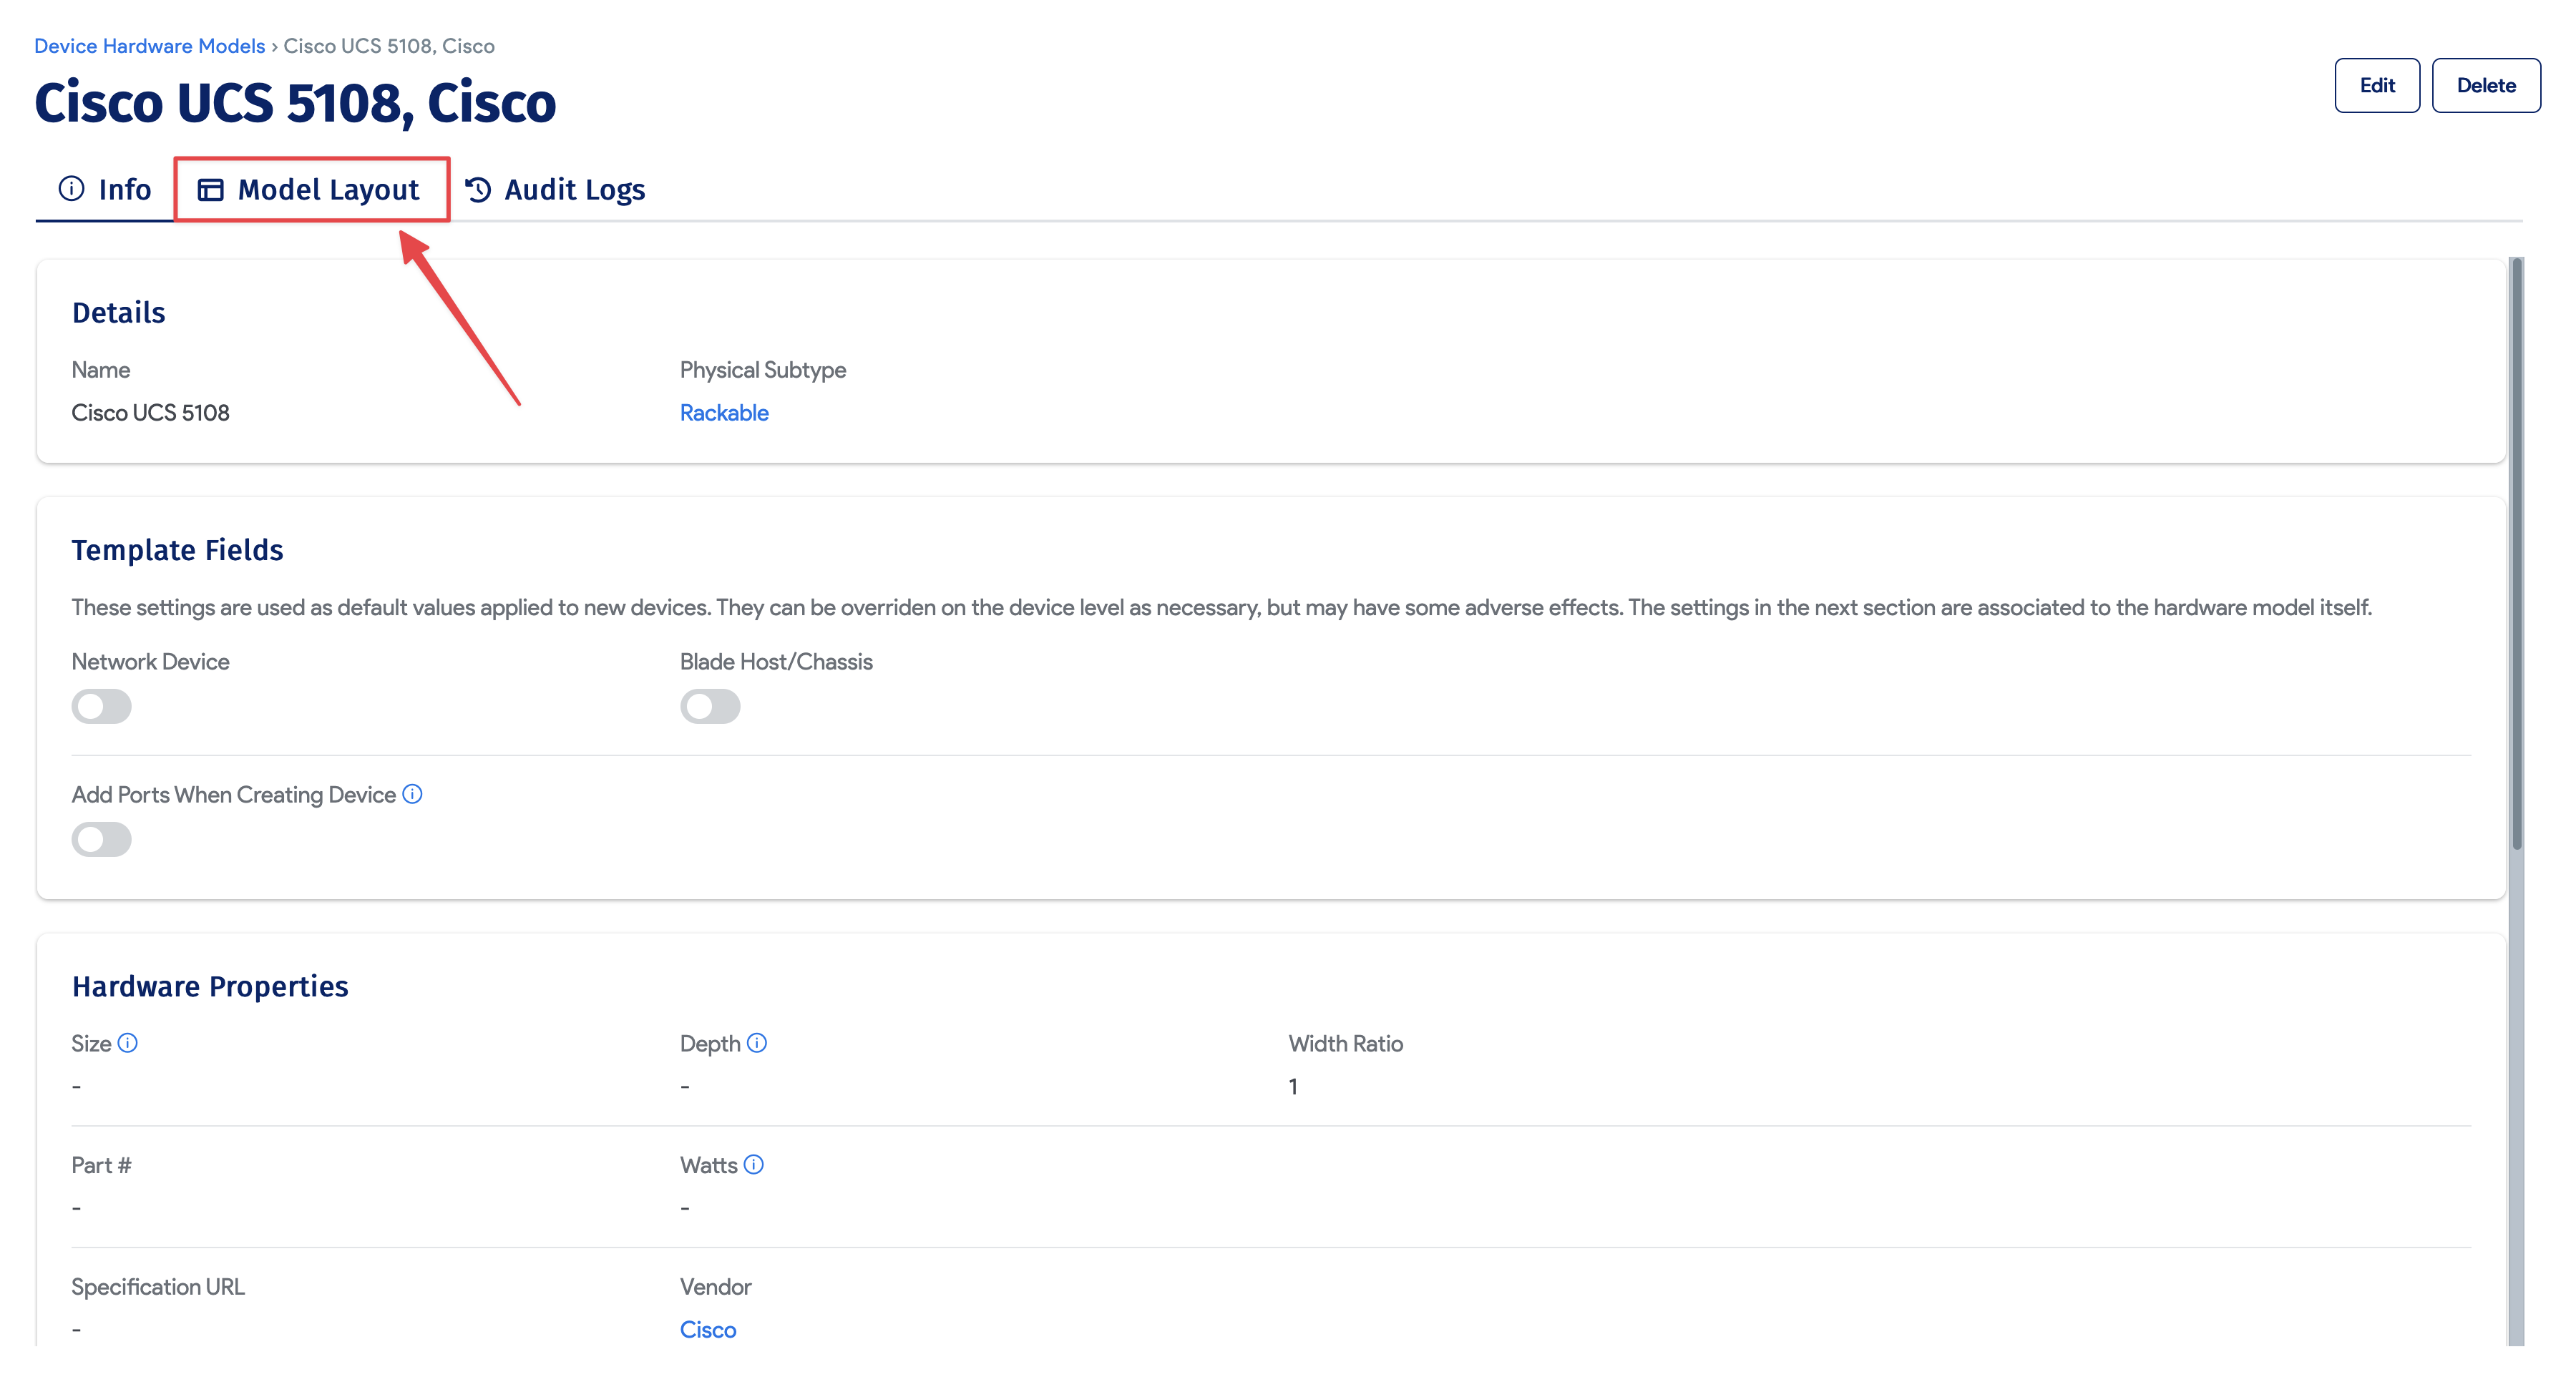 Device Hardware Models › Cisco UCS 5108, Cisco
Cisco UCS 5108, Cisco
Edit Delete
Info Model Layout Audit Logs
Details
Name Physical Subtype
Cisco UCS 5108 Rackable
Template Fields
These settings are used as default values applied to new devices. They can be overriden on the device level as necessary, but may have some adverse effects. The settings in the next section are associated to the hardware model itself.
Network Device Blade Host/Chassis
Add Ports When Creating Device
Hardware Properties
Size Depth Width Ratio
- - 1
Part # Watts
- -
Specification URL Vendor
- Cisco